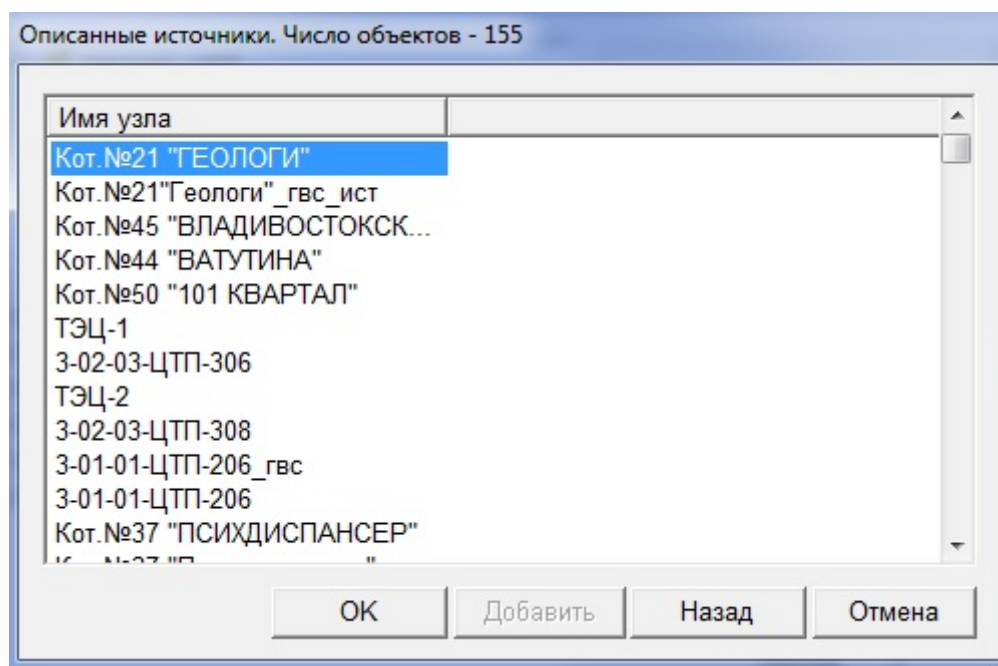 Описанные источники. Число объектов - 155
Имя узла
Кот.№21 "ГЕОЛОГИ"
Кот.№21"Геологи"_гвс_ист
Кот.№45 "ВЛАДИВОСТОКСК...
Кот.№44 "ВАТУТИНА"
Кот.№50 "101 КВАРТАЛ"
ТЭЦ-1
3-02-03-ЦТП-306
ТЭЦ-2
3-02-03-ЦТП-308
3-01-01-ЦТП-206_гвс
3-01-01-ЦТП-206
Кот.№37 "ПСИХДИСПАНСЕР"
OK Добавить Назад Отмена